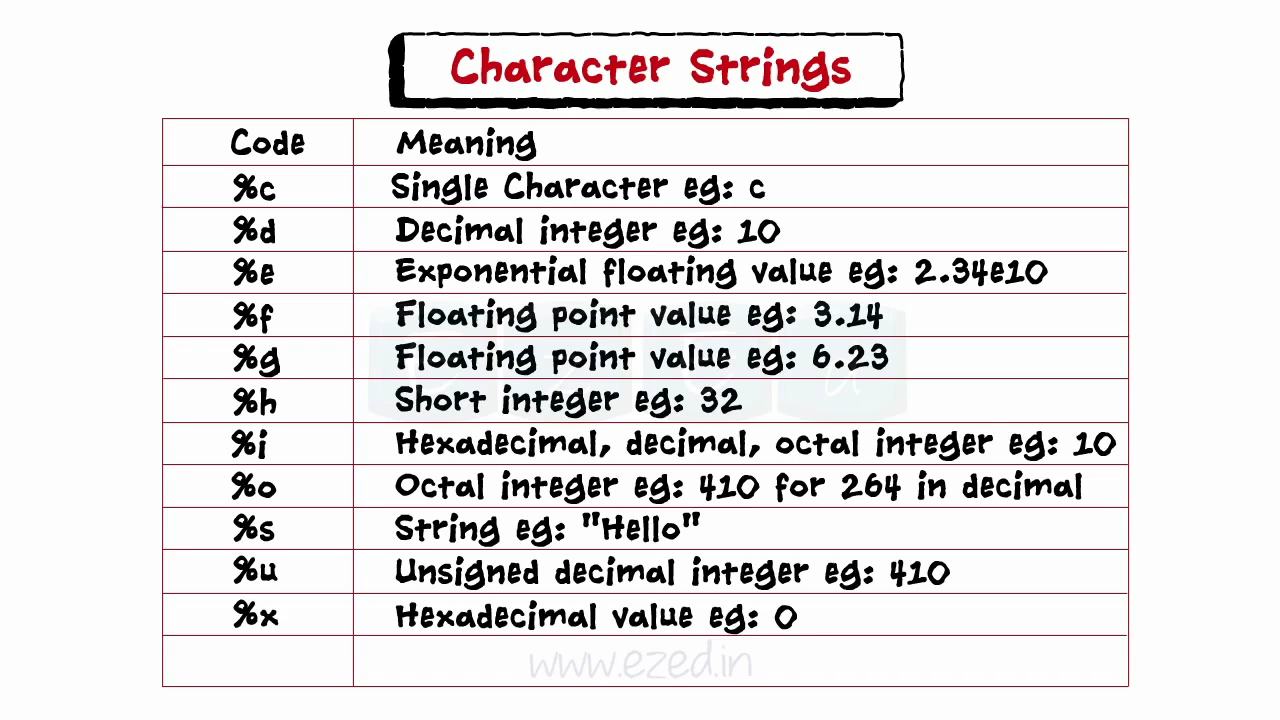 Character Strings
Code Meaning
%c Single Character eg: c
%d Decimal integer eg: 10
%e Exponential floating value eg: 2.34e10
%f Floating point value eg: 3.14
%g Floating point value eg: 6.23
%h Short integer eg: 32
%i Hexadecimal, decimal, octal integer eg: 10
%o Octal integer eg: 410 for 264 in decimal
%s String eg: "Hello"
%u Unsigned decimal integer eg: 410
%x Hexadecimal value eg: 0
www.ezed.in